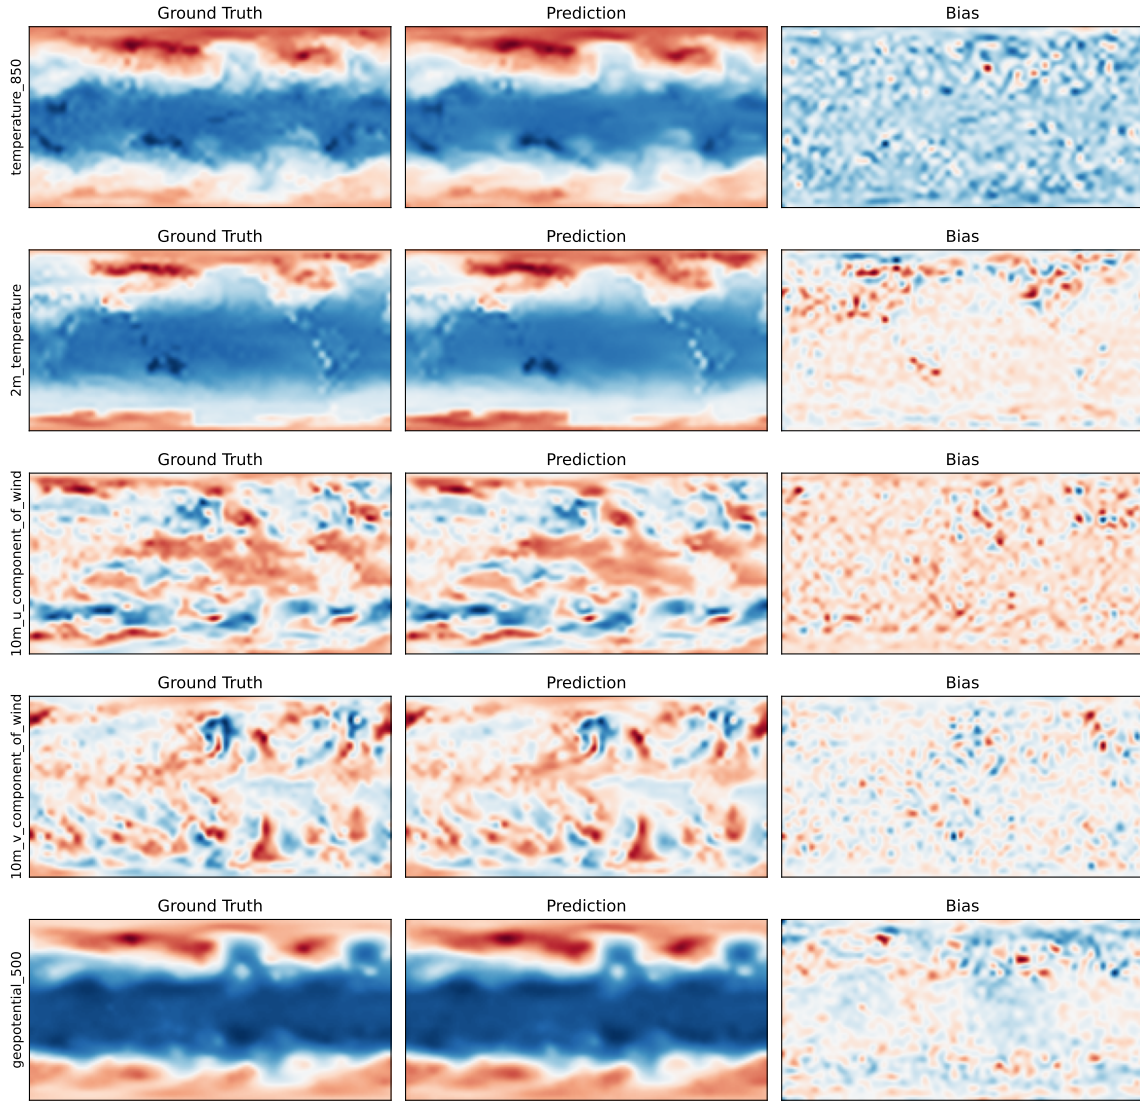 Ground Truth Prediction Bias
temperature_850
Ground Truth Prediction Bias
2m_temperature
Ground Truth Prediction Bias
10m_u_component_of_wind
Ground Truth Prediction Bias
10m_v_component_of_wind
Ground Truth Prediction Bias
geopotential_500